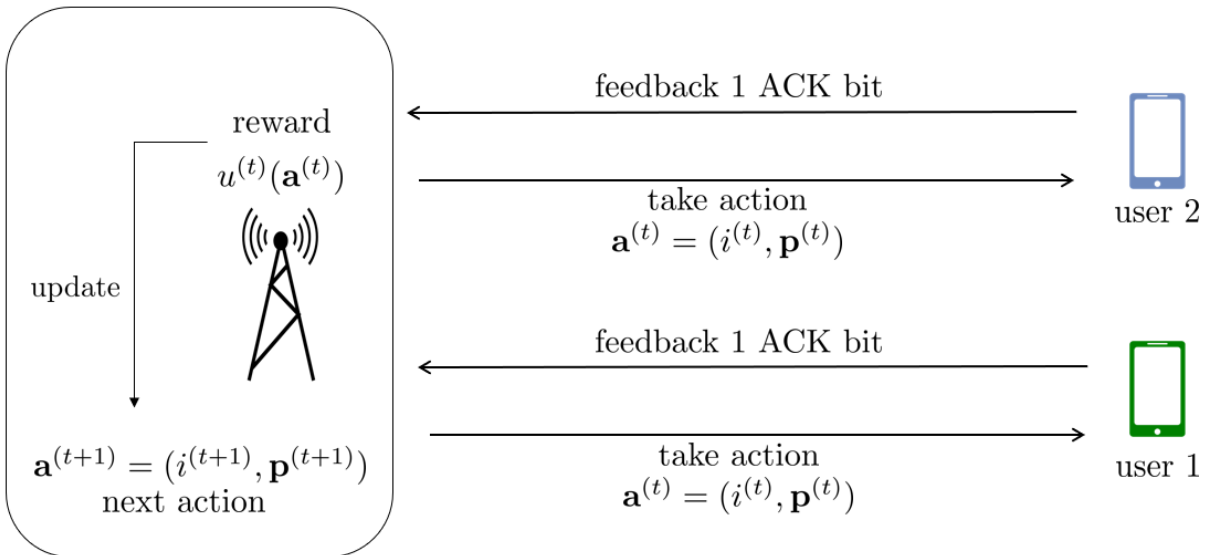 feedback 1 ACK bit
reward
u^{(t)}(𝐚^{(t)})
take action
𝐚^{(t)} = (i^{(t)}, 𝐩^{(t)})
user 2
update
feedback 1 ACK bit
𝐚^{(t+1)} = (i^{(t+1)}, 𝐩^{(t+1)})
next action
take action
𝐚^{(t)} = (i^{(t)}, 𝐩^{(t)})
user 1